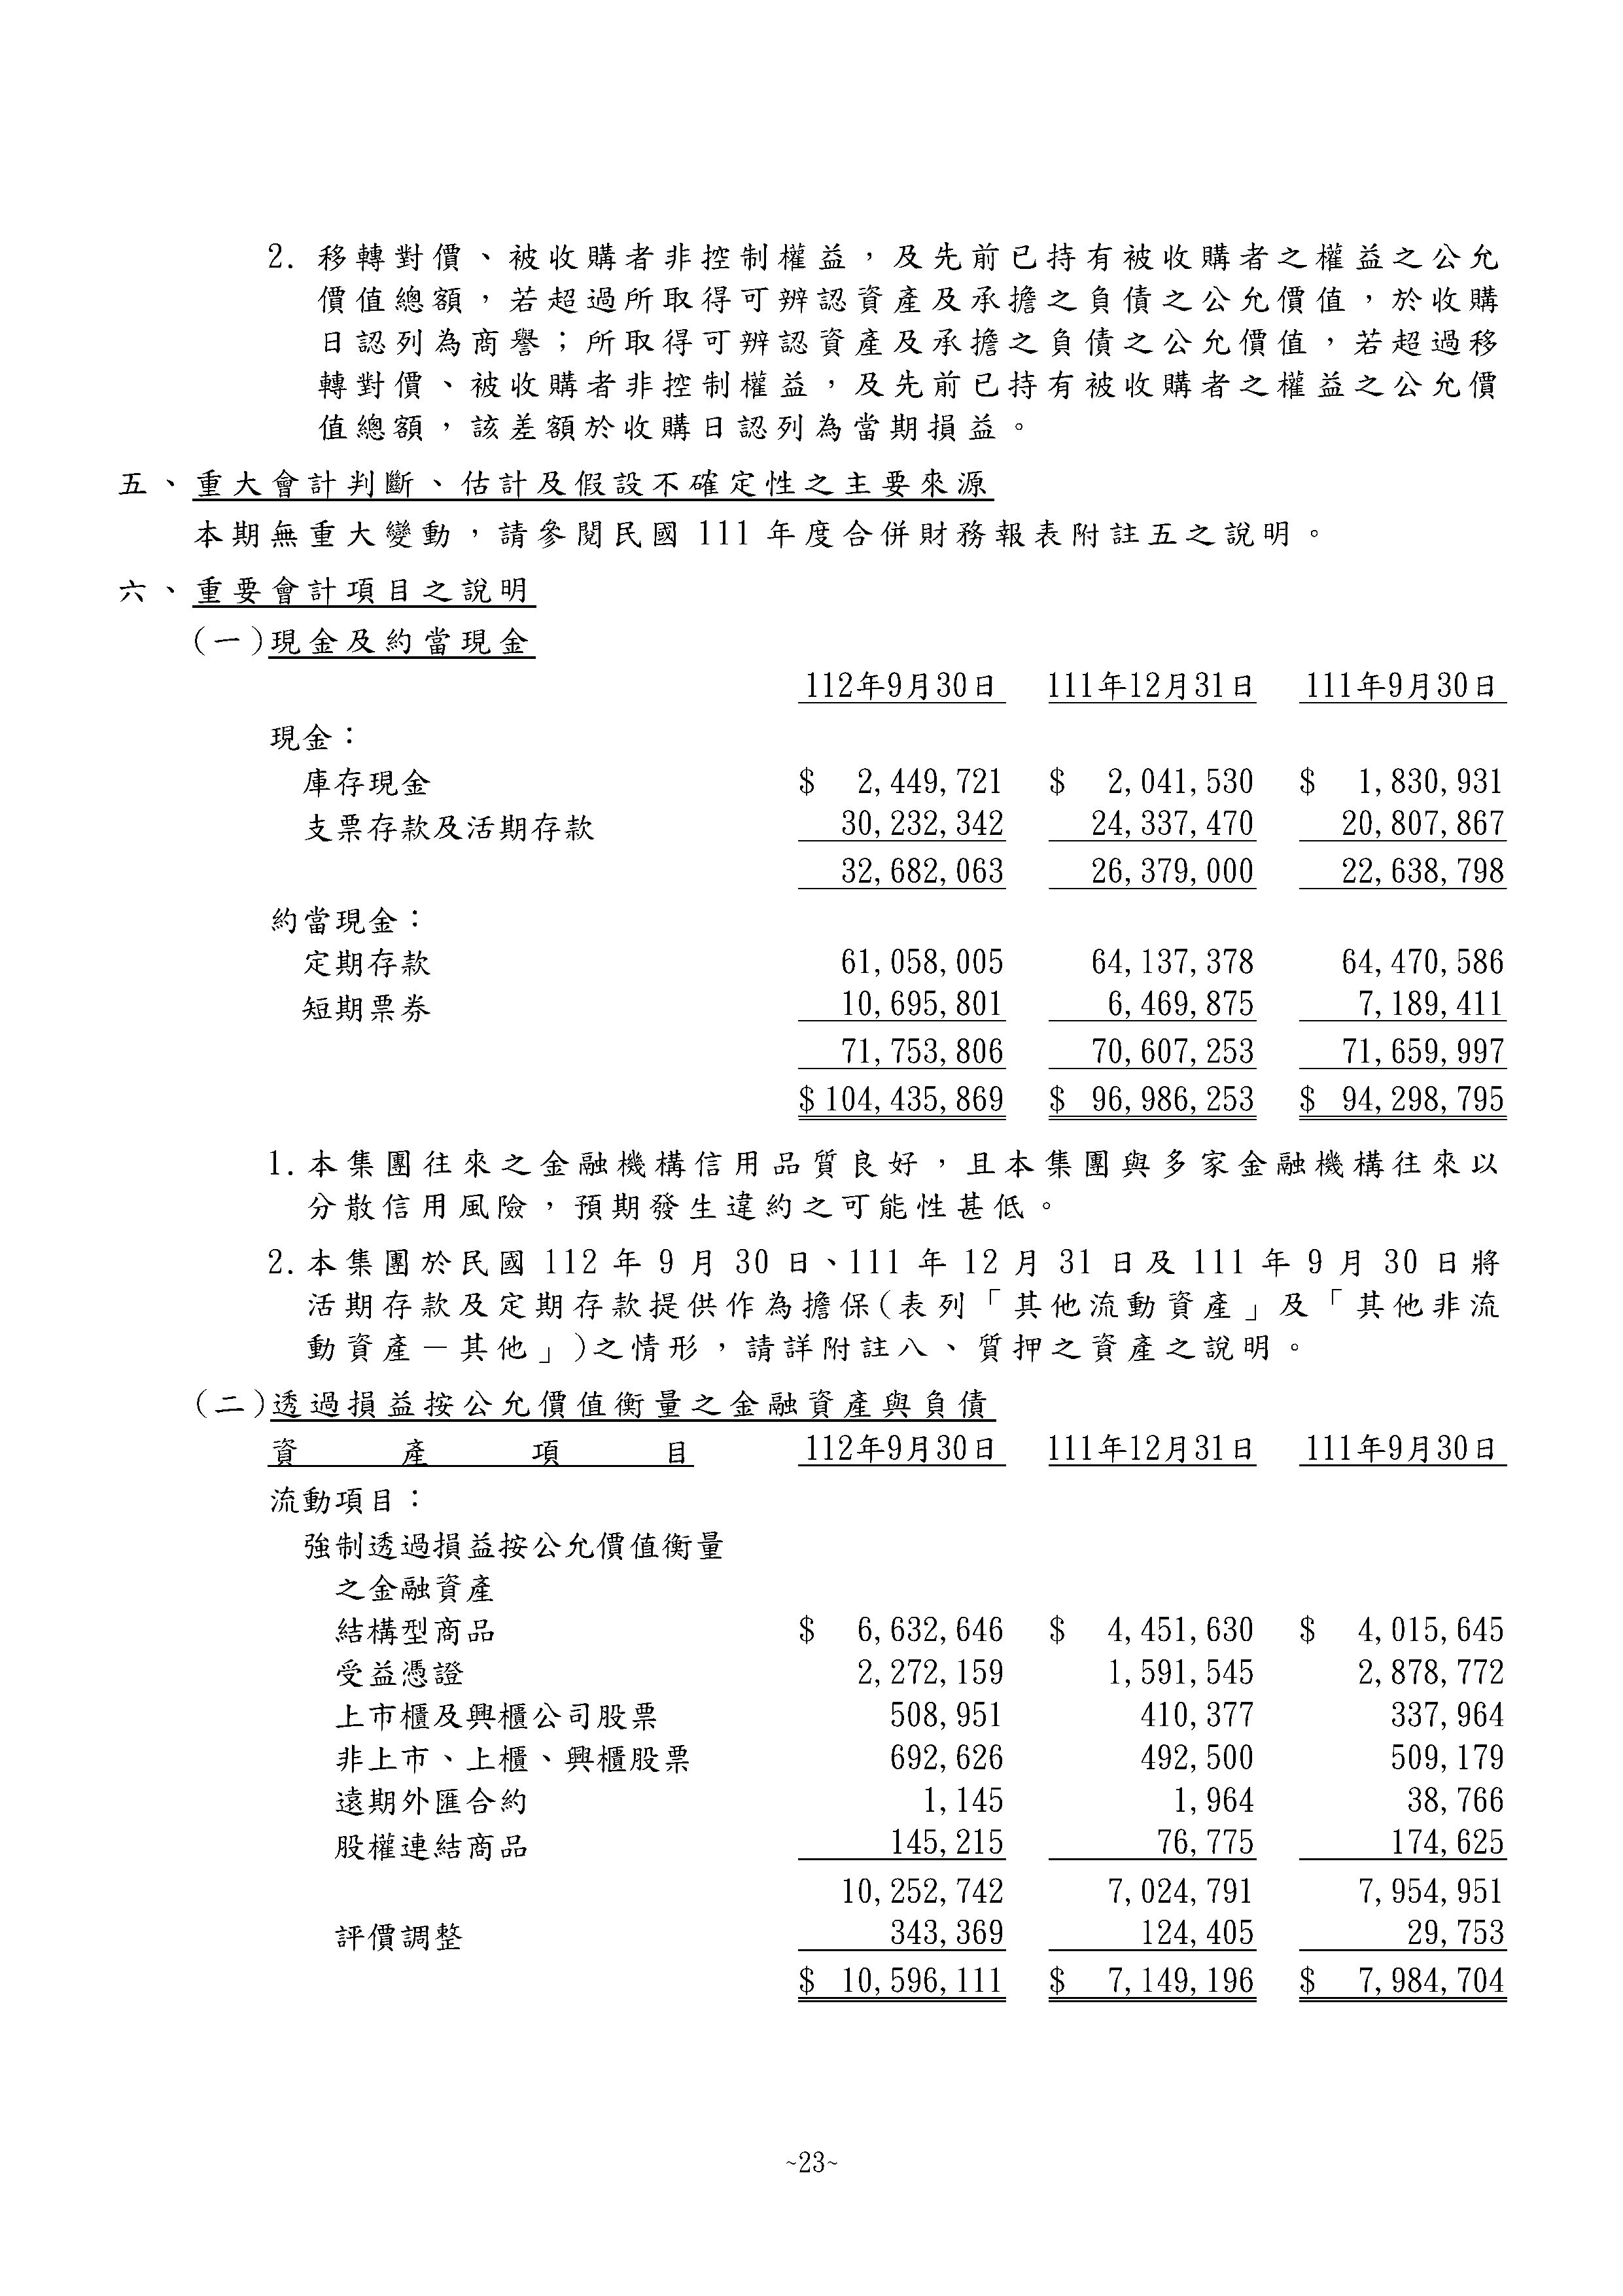 2. 移轉對價、被收購者非控制權益，及先前已持有被收購者之權益之公允
價值總額，若超過所取得可辨認資產及承擔之負債之公允價值，於收購
日認列為商譽；所取得可辨認資產及承擔之負債之公允價值，若超過移
轉對價、被收購者非控制權益，及先前已持有被收購者之權益之公允價
值總額，該差額於收購日認列為當期損益。
五、重大會計判斷、估計及假設不確定性之主要來源
本期無重大變動，請參閱民國 111 年度合併財務報表附註五之說明。
六、重要會計項目之說明
(一)現金及約當現金
112年9月30日 111年12月31日 111年9月30日
現金：
庫存現金 $ 2,449,721 $ 2,041,530 $ 1,830,931
支票存款及活期存款 30,232,342 24,337,470 20,807,867
32,682,063 26,379,000 22,638,798
約當現金：
定期存款 61,058,005 64,137,378 64,470,586
短期票券 10,695,801 6,469,875 7,189,411
71,753,806 70,607,253 71,659,997
$ 104,435,869 $ 96,986,253 $ 94,298,795
1. 本集團往來之金融機構信用品質良好，且本集團與多家金融機構往來以
分散信用風險，預期發生違約之可能性甚低。
2. 本集團於民國 112 年 9 月 30 日、111 年 12 月 31 日及 111 年 9 月 30 日將
活期存款及定期存款提供作為擔保(表列「其他流動資產」及「其他非流
動資產－其他」)之情形，請詳附註八、質押之資產之說明。
(二)透過損益按公允價值衡量之金融資產與負債
資產項目 112年9月30日 111年12月31日 111年9月30日
流動項目：
強制透過損益按公允價值衡量
之金融資產
結構型商品 $ 6,632,646 $ 4,451,630 $ 4,015,645
受益憑證 2,272,159 1,591,545 2,878,772
上市櫃及興櫃公司股票 508,951 410,377 337,964
非上市、上櫃、興櫃股票 692,626 492,500 509,179
遠期外匯合約 1,145 1,964 38,766
股權連結商品 145,215 76,775 174,625
10,252,742 7,024,791 7,954,951
評價調整 343,369 124,405 29,753
$ 10,596,111 $ 7,149,196 $ 7,984,704
~23~